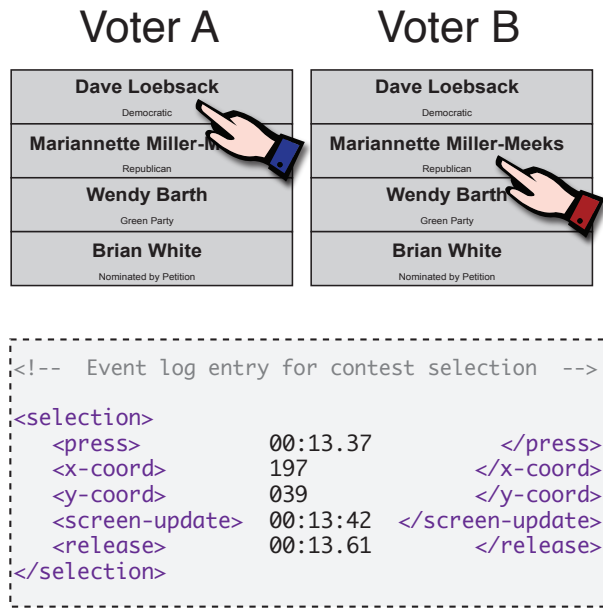 Voter A Voter B
Dave Loebsack Dave Loebsack
Democratic Democratic
Mariannette Miller-M Mariannette Miller-Meeks
Republican Republican
Wendy Barth Wendy Barth
Green Party Green Party
Brian White Brian White
Nominated by Petition Nominated by Petition
<!-- Event log entry for contest selection -->
<selection>
<press> 00:13.37 </press>
<x-coord> 197 </x-coord>
<y-coord> 039 </y-coord>
<screen-update> 00:13:42 </screen-update>
<release> 00:13.61 </release>
</selection>